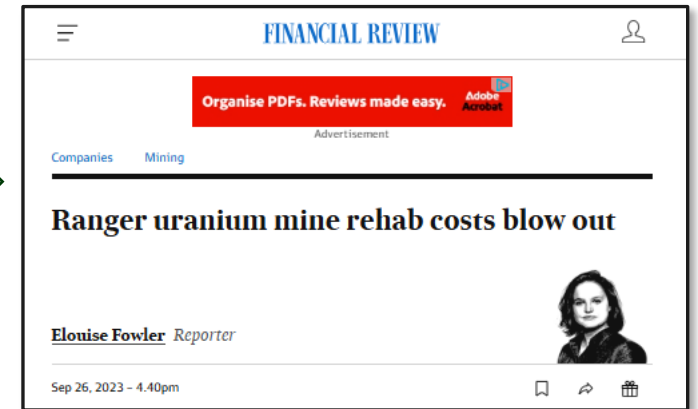 FINANCIAL REVIEW
Organise PDFs. Reviews made easy. Adobe
Acrobat
Advertisement
Companies Mining
Ranger uranium mine rehab costs blow out
Elouise Fowler Reporter
Sep 26, 2023 – 4.40pm